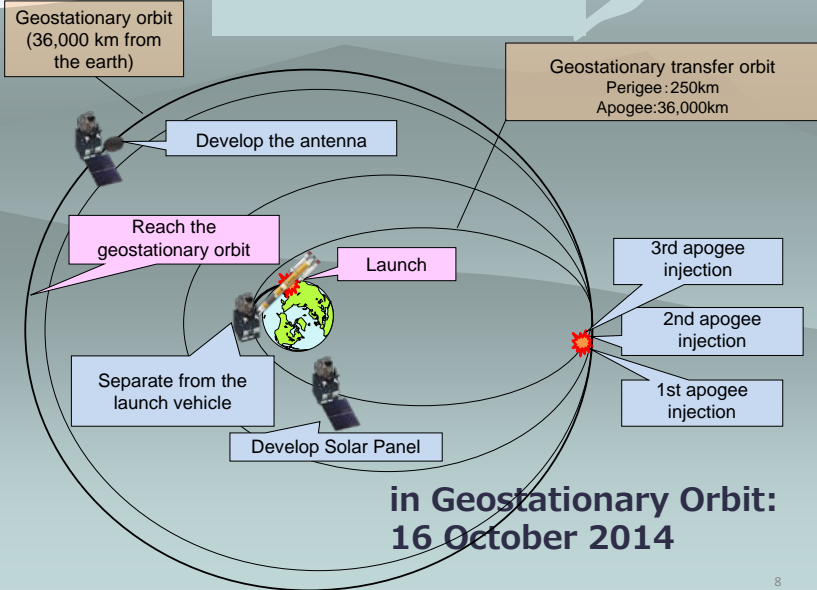 Geostationary orbit
(36,000 km from
the earth)
Geostationary transfer orbit
Perigee：250km
Apogee:36,000km
Develop the antenna
Reach the
geostationary orbit
Launch
3rd apogee
injection
2nd apogee
injection
1st apogee
injection
Separate from the
launch vehicle
Develop Solar Panel
in Geostationary Orbit:
16 October 2014
8